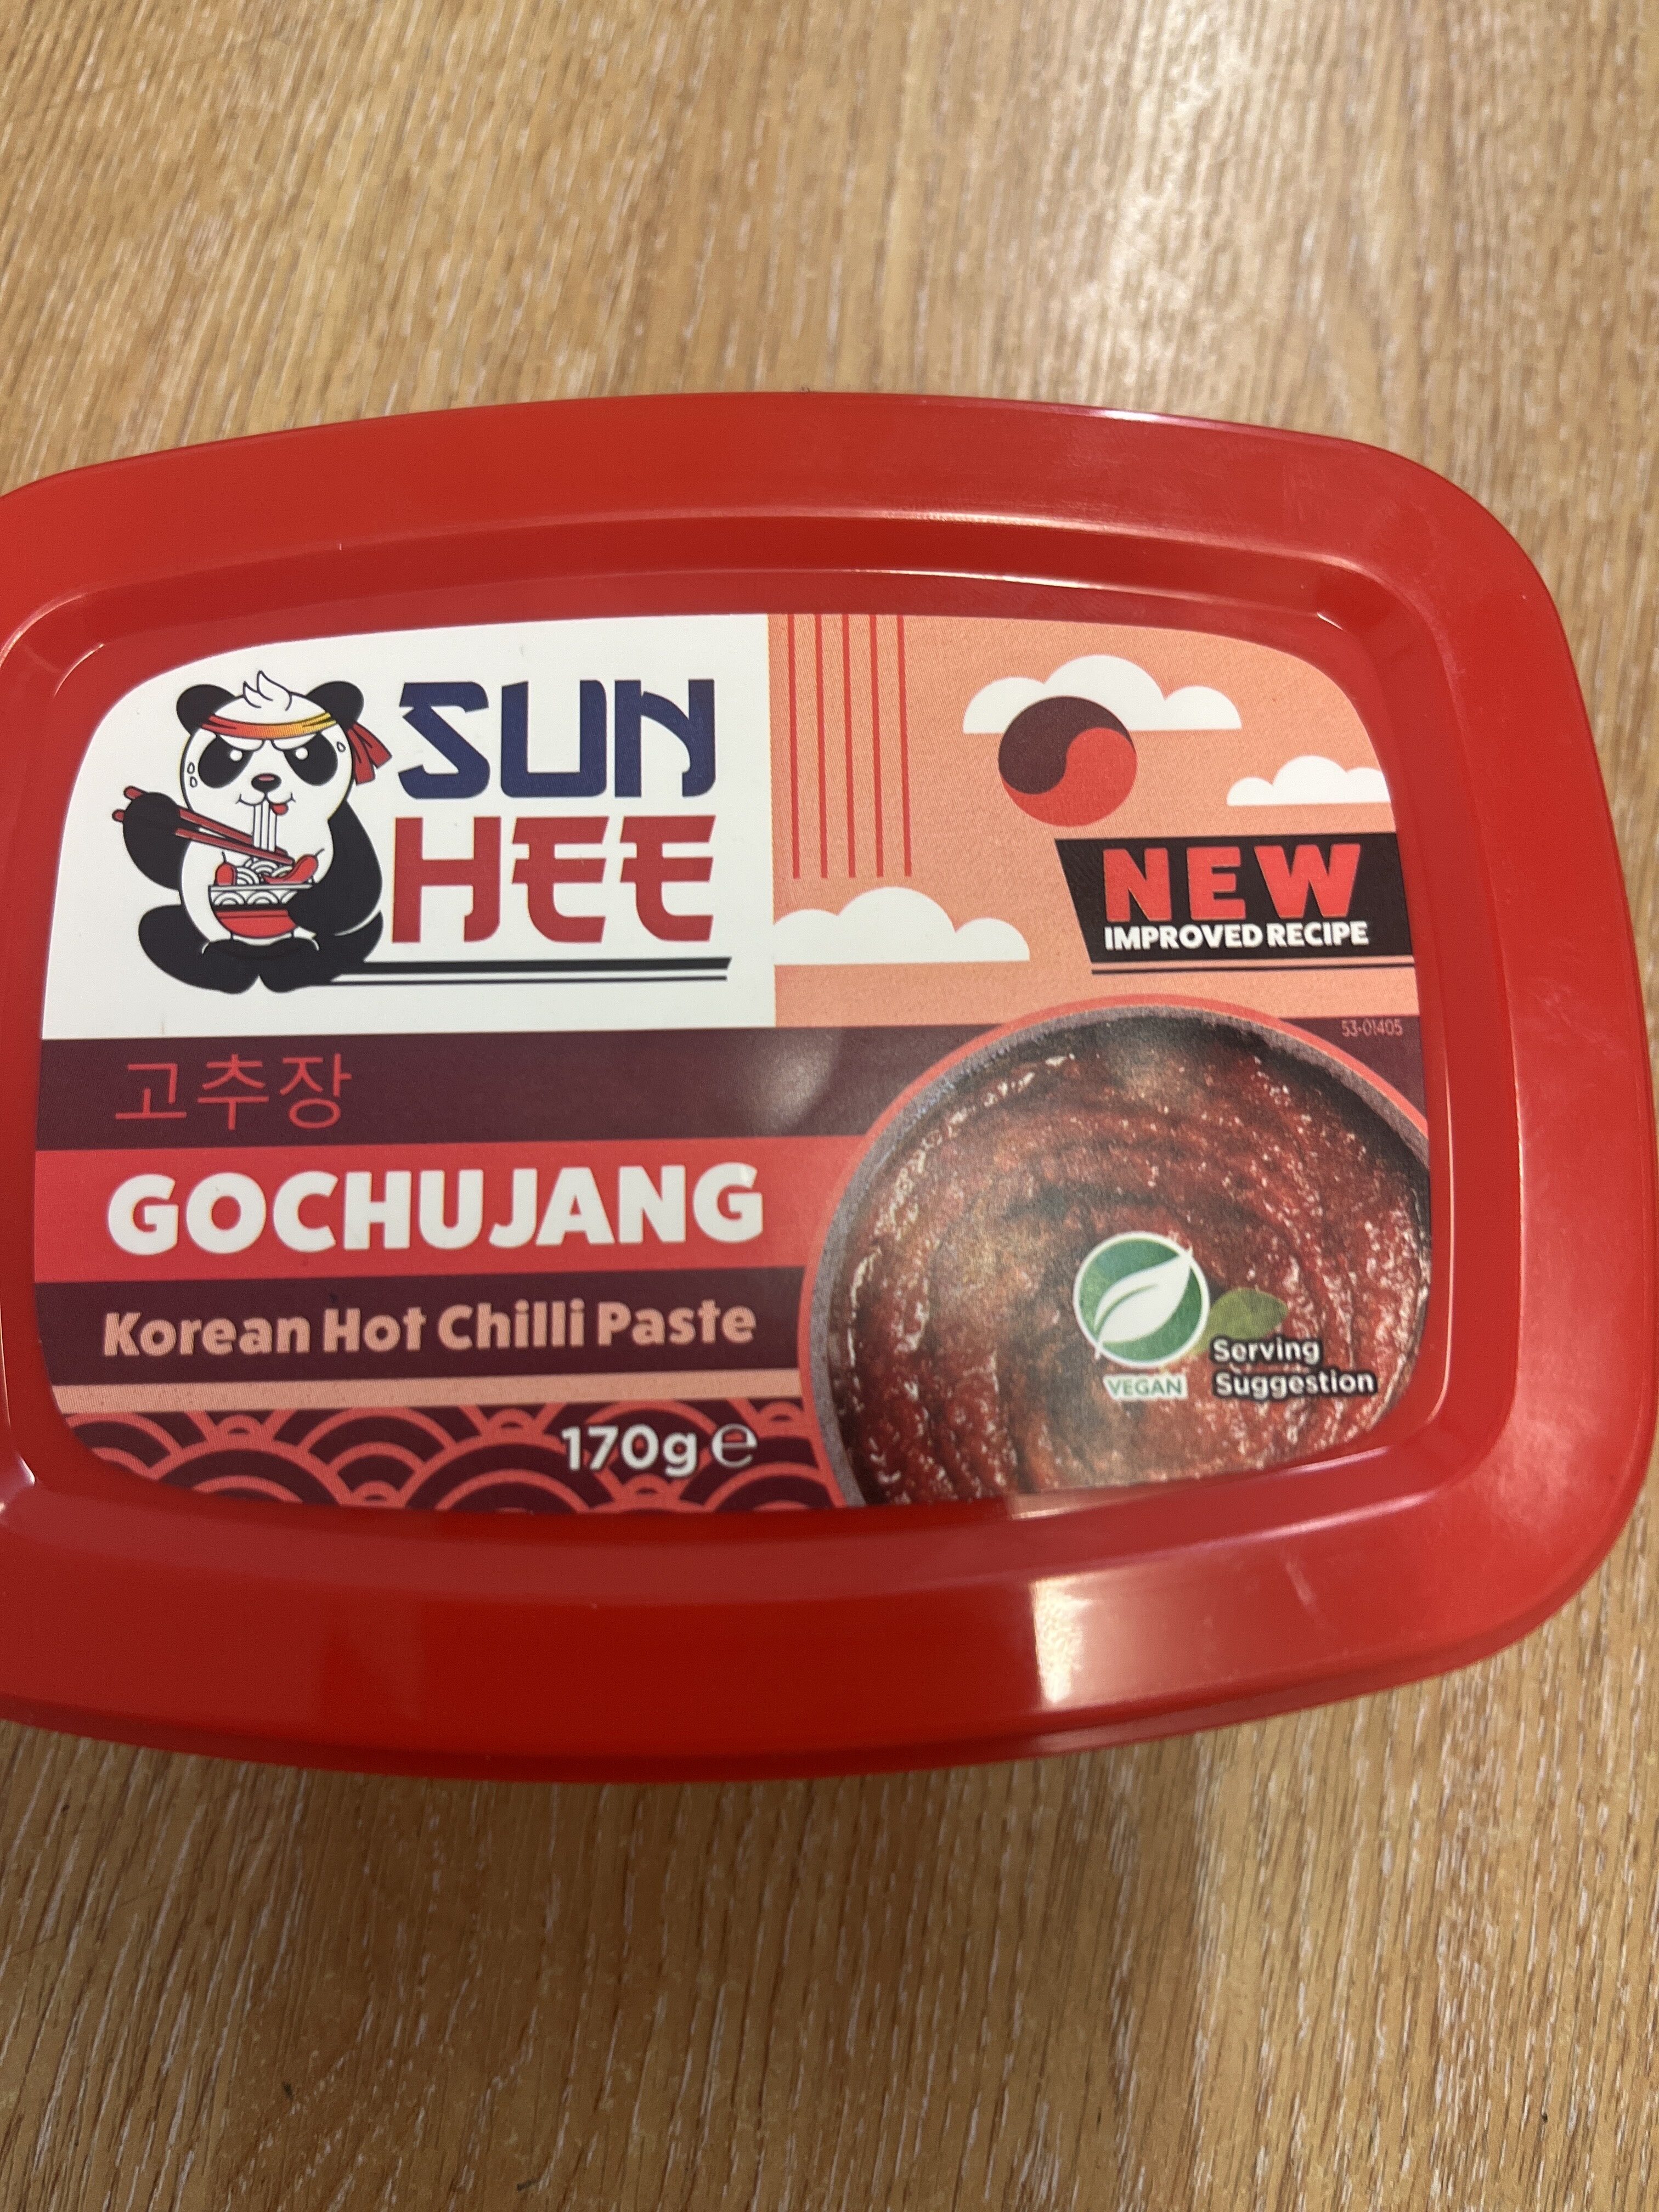 SUN
HEE
NEW
IMPROVED RECIPE
53-01405
고추장
GOCHUJANG
Korean Hot Chilli Paste
170g e
VEGAN
Serving
Suggestion